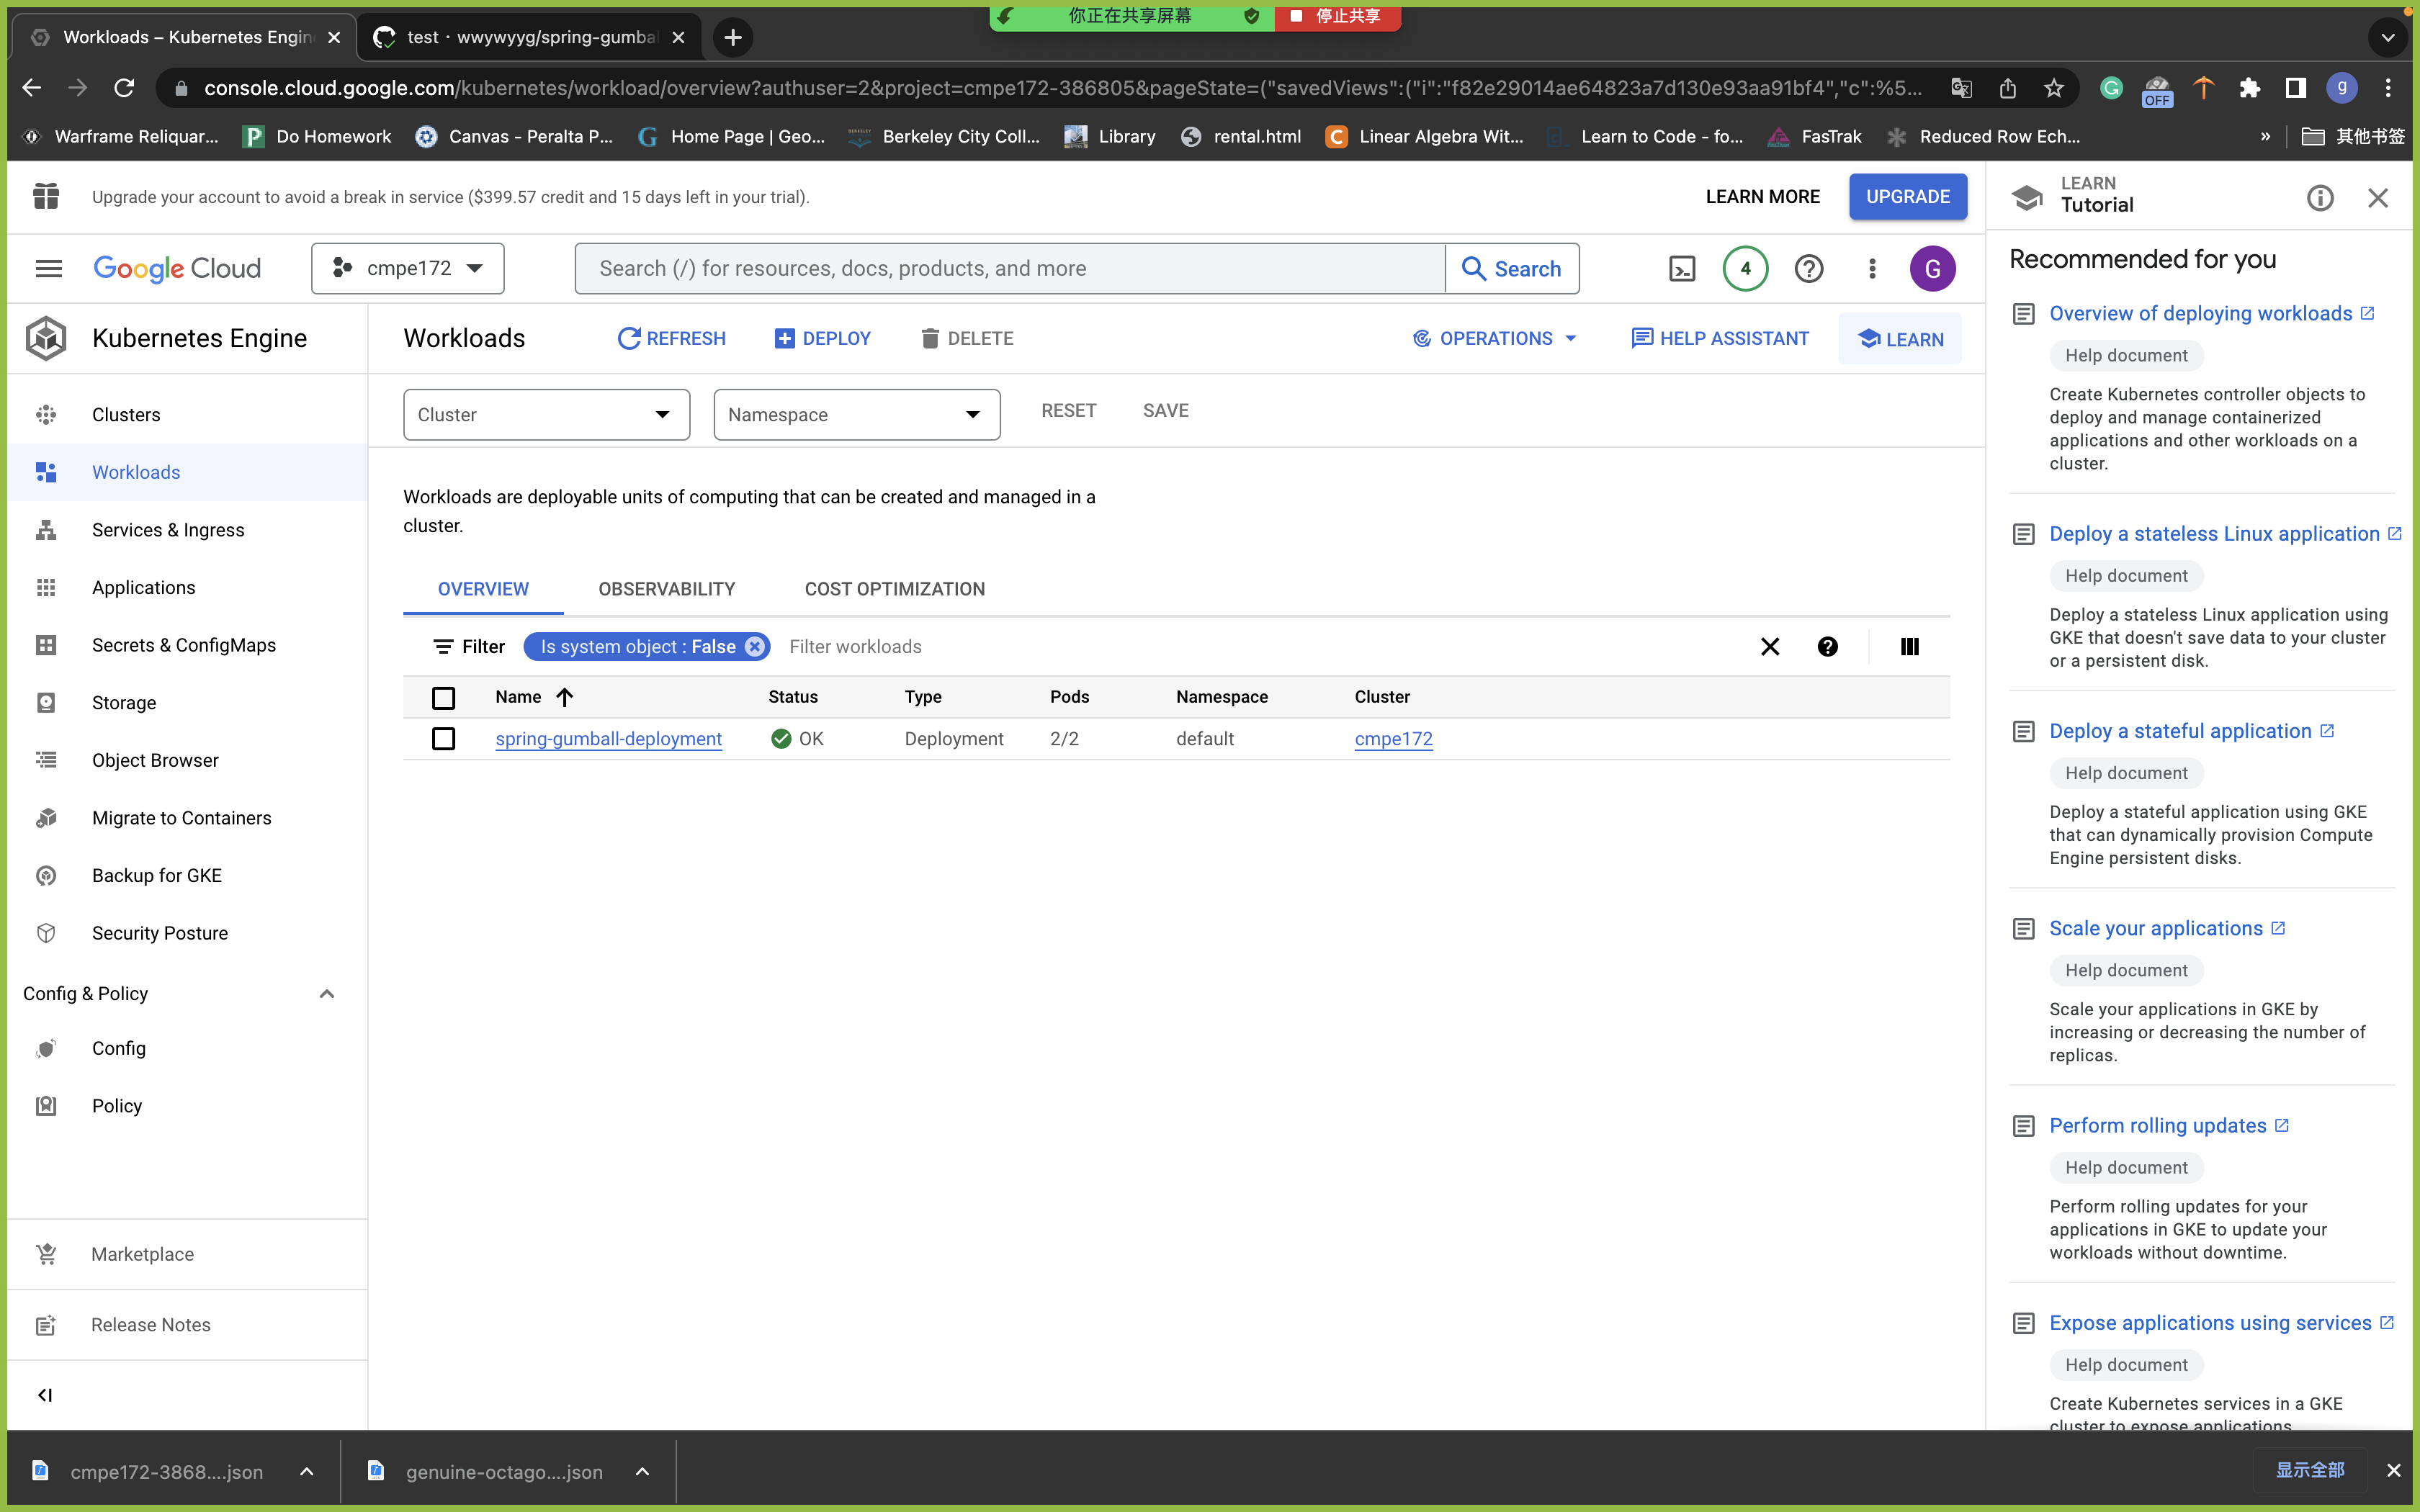 你正在共享屏幕
停止共享
Workloads – Kubernetes Engin
test · wwywyyg/spring-gumbal
console.cloud.google.com/kubernetes/workload/overview?authuser=2&project=cmpe172-386805&pageState=("savedViews":("i":"f82e29014ae64823a7d130e93aa91bf4","c":%5...
OFF
g
Warframe Reliquar...
Do Homework
Canvas - Peralta P...
Home Page | Geo...
Berkeley City Coll...
Library
rental.html
Linear Algebra Wit...
Learn to Code - fo...
FasTrak
Reduced Row Ech...
»
其他书签
Upgrade your account to avoid a break in service ($399.57 credit and 15 days left in your trial).
LEARN MORE
UPGRADE
Google Cloud
cmpe172
Search (/) for resources, docs, products, and more
Search
4
G
Kubernetes Engine
Clusters
Workloads
Services & Ingress
Applications
Secrets & ConfigMaps
Storage
Object Browser
Migrate to Containers
Backup for GKE
Security Posture
Config & Policy
Config
Policy
Marketplace
Release Notes
Workloads
REFRESH
DEPLOY
DELETE
OPERATIONS
HELP ASSISTANT
LEARN
Cluster
Namespace
RESET
SAVE
Workloads are deployable units of computing that can be created and managed in a
cluster.
OVERVIEW
OBSERVABILITY
COST OPTIMIZATION
Filter
Is system object : False
Filter workloads
Name
Status
Type
Pods
Namespace
Cluster
spring-gumball-deployment
OK
Deployment
2/2
default
cmpe172
LEARN
Tutorial
Recommended for you
Overview of deploying workloads
Help document
Create Kubernetes controller objects to
deploy and manage containerized
applications and other workloads on a
cluster.
Deploy a stateless Linux application
Help document
Deploy a stateless Linux application using
GKE that doesn't save data to your cluster
or a persistent disk.
Deploy a stateful application
Help document
Deploy a stateful application using GKE
that can dynamically provision Compute
Engine persistent disks.
Scale your applications
Help document
Scale your applications in GKE by
increasing or decreasing the number of
replicas.
Perform rolling updates
Help document
Perform rolling updates for your
applications in GKE to update your
workloads without downtime.
Expose applications using services
Help document
Create Kubernetes services in a GKE
cluster to expose applications
cmpe172-3868....json
genuine-octago....json
显示全部